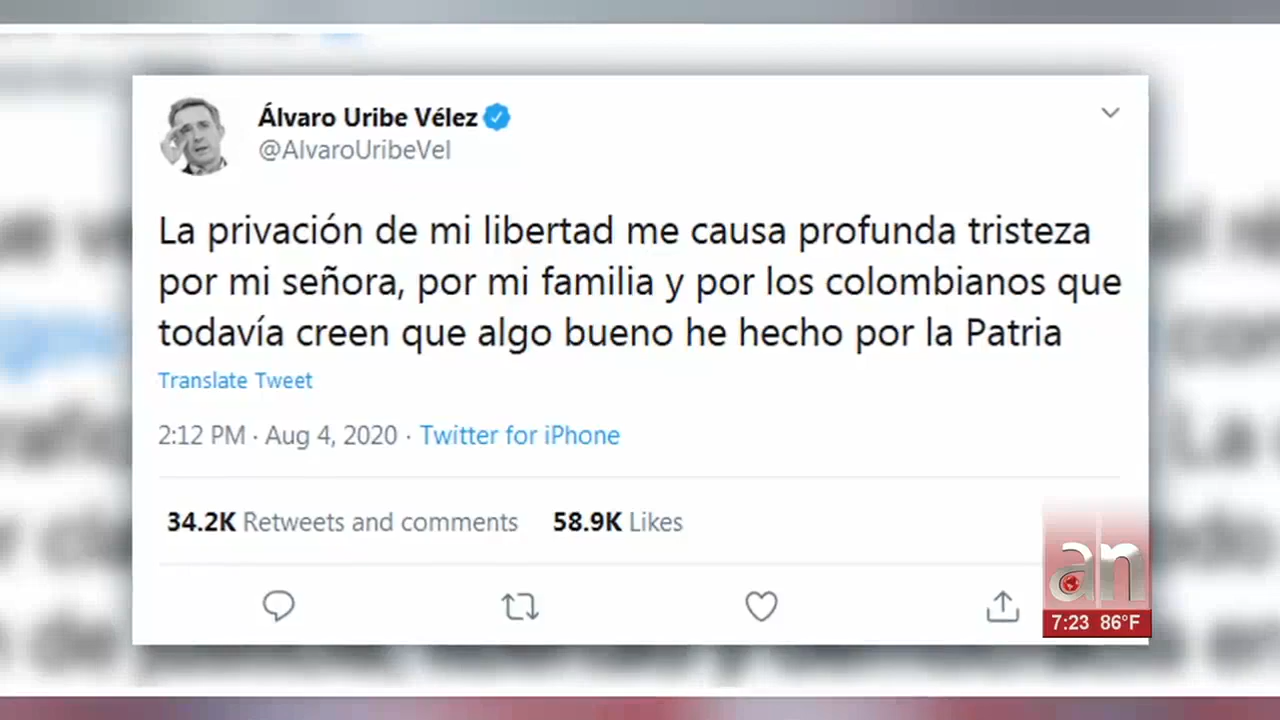 Álvaro Uribe Vélez
@AlvaroUribeVel
La privación de mi libertad me causa profunda tristeza
por mi señora, por mi familia y por los colombianos que
todavía creen que algo bueno he hecho por la Patria
Translate Tweet
2:12 PM · Aug 4, 2020 · Twitter for iPhone
34.2K Retweets and comments 58.9K Likes
an
7:23 86°F